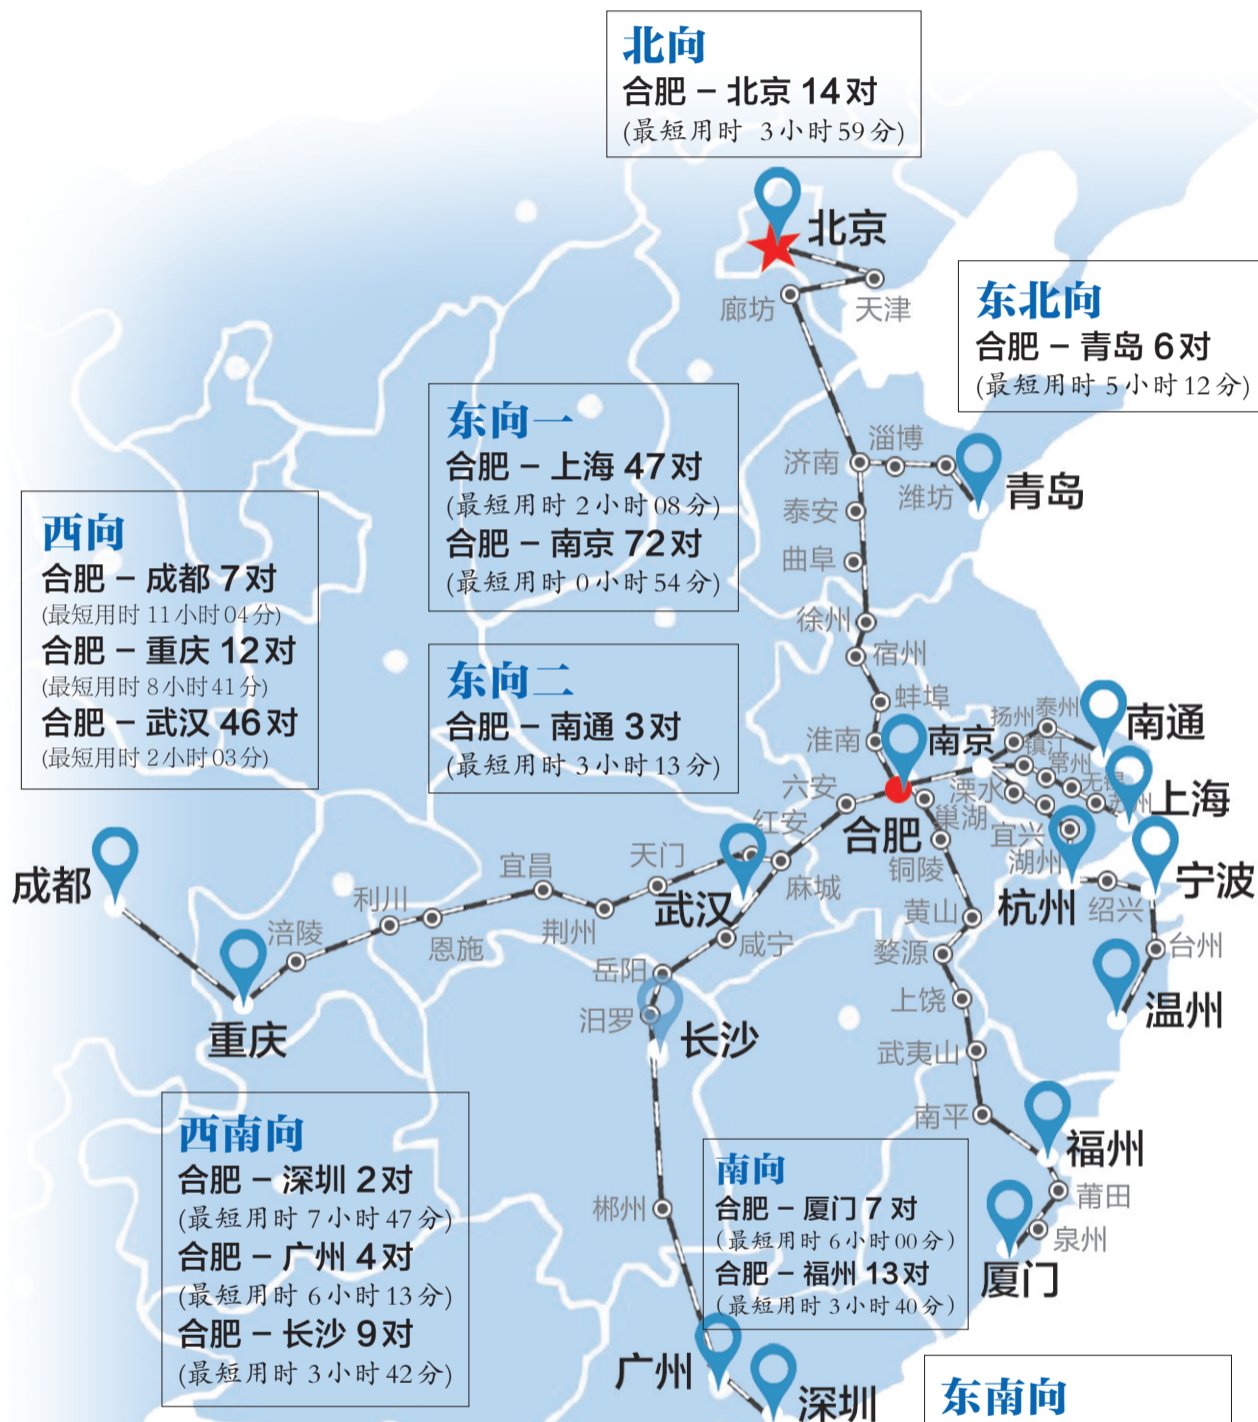 北向
合肥 – 北京 14对
(最短用时 3小时59分)
北京
廊坊
天津
东北向
合肥 – 青岛 6对
(最短用时 5小时12分)
东向一
合肥 – 上海 47对
(最短用时 2小时08分)
合肥 – 南京 72对
(最短用时 0小时54分)
济南
淄博
潍坊
青岛
泰安
曲阜
徐州
宿州
蚌埠
淮南
西向
合肥 – 成都 7对
(最短用时 11小时04分)
合肥 – 重庆 12对
(最短用时 8小时41分)
合肥 – 武汉 46对
(最短用时 2小时03分)
东向二
合肥 – 南通 3对
(最短用时 3小时13分)
南京
扬州
泰州
南通
镇江
常州
无锡
苏州
上海
溧水
宜兴
湖州
杭州
绍兴
宁波
台州
温州
六安
合肥
巢湖
铜陵
黄山
婺源
上饶
武夷山
南平
福州
莆田
泉州
厦门
红安
麻城
武汉
天门
荆州
宜昌
恩施
利川
涪陵
重庆
成都
咸宁
岳阳
汨罗
长沙
郴州
广州
深圳
西南向
合肥 – 深圳 2对
(最短用时 7小时47分)
合肥 – 广州 4对
(最短用时 6小时13分)
合肥 – 长沙 9对
(最短用时 3小时42分)
南向
合肥 – 厦门 7 对
(最短用时 6小时00分)
合肥 – 福州 13对
(最短用时 3小时40分)
东南向